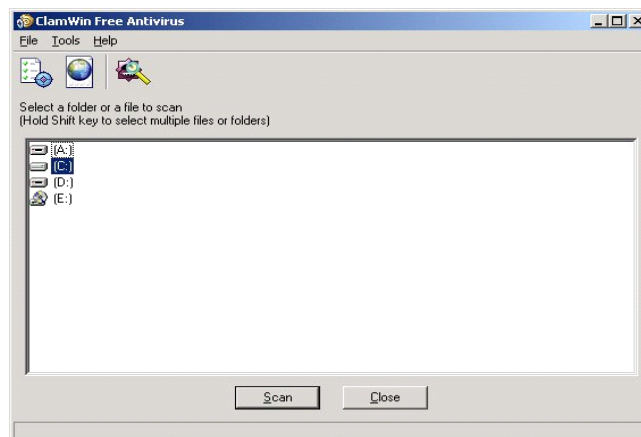 ClamWin Free Antivirus
File Tools Help
Select a folder or a file to scan
(Hold Shift key to select multiple files or folders)
(A:)
(C:)
(D:)
(E:)
Scan Close